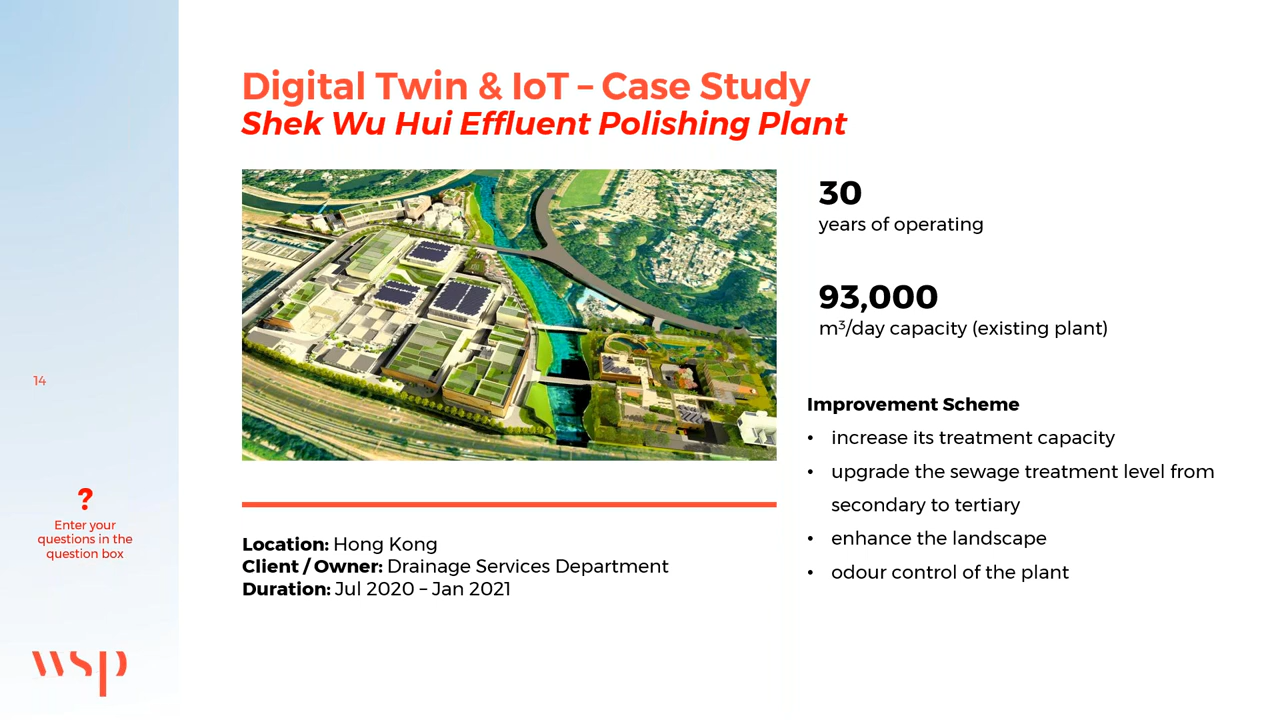 Digital Twin & IoT – Case Study
Shek Wu Hui Effluent Polishing Plant
30
years of operating
93,000
m³/day capacity (existing plant)
Improvement Scheme
• increase its treatment capacity
• upgrade the sewage treatment level from
secondary to tertiary
• enhance the landscape
• odour control of the plant
Location: Hong Kong
Client / Owner: Drainage Services Department
Duration: Jul 2020 – Jan 2021
14
?
Enter your
questions in the
question box
wsp